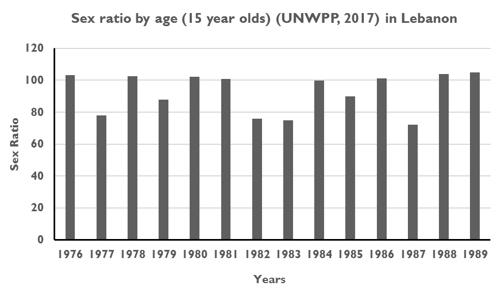 Sex ratio by age (15 year olds) (UNWPP, 2017) in Lebanon
120
100
80
60
40
20
0
Sex Ratio
1976 1977 1978 1979 1980 1981 1982 1983 1984 1985 1986 1987 1988 1989
Years